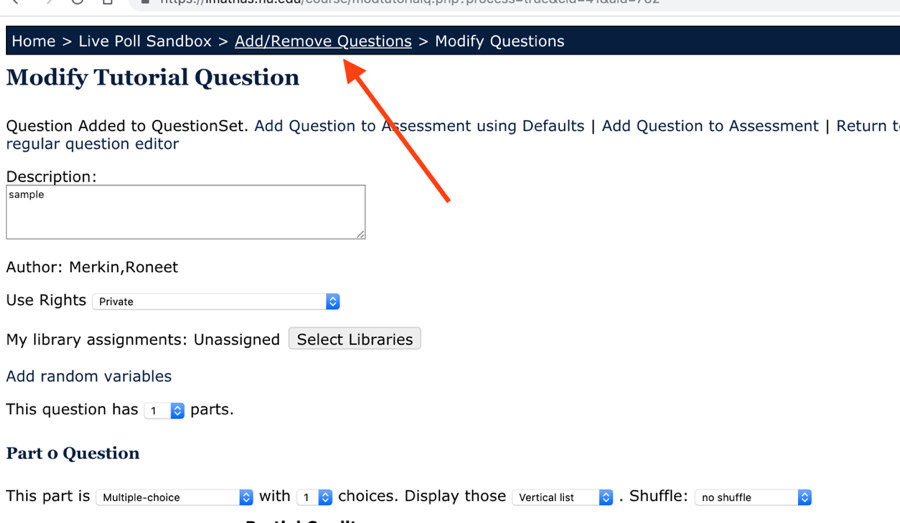 https://imathas.nu.edu/course/modtutorialq.php?process=true&cid=41&aid=762
Home > Live Poll Sandbox > Add/Remove Questions > Modify Questions
Modify Tutorial Question
Question Added to QuestionSet. Add Question to Assessment using Defaults | Add Question to Assessment | Return t
regular question editor
Description:
sample
Author: Merkin,Roneet
Use Rights Private
My library assignments: Unassigned Select Libraries
Add random variables
This question has 1 parts.
Part 0 Question
This part is Multiple-choice with 1 choices. Display those Vertical list . Shuffle: no shuffle